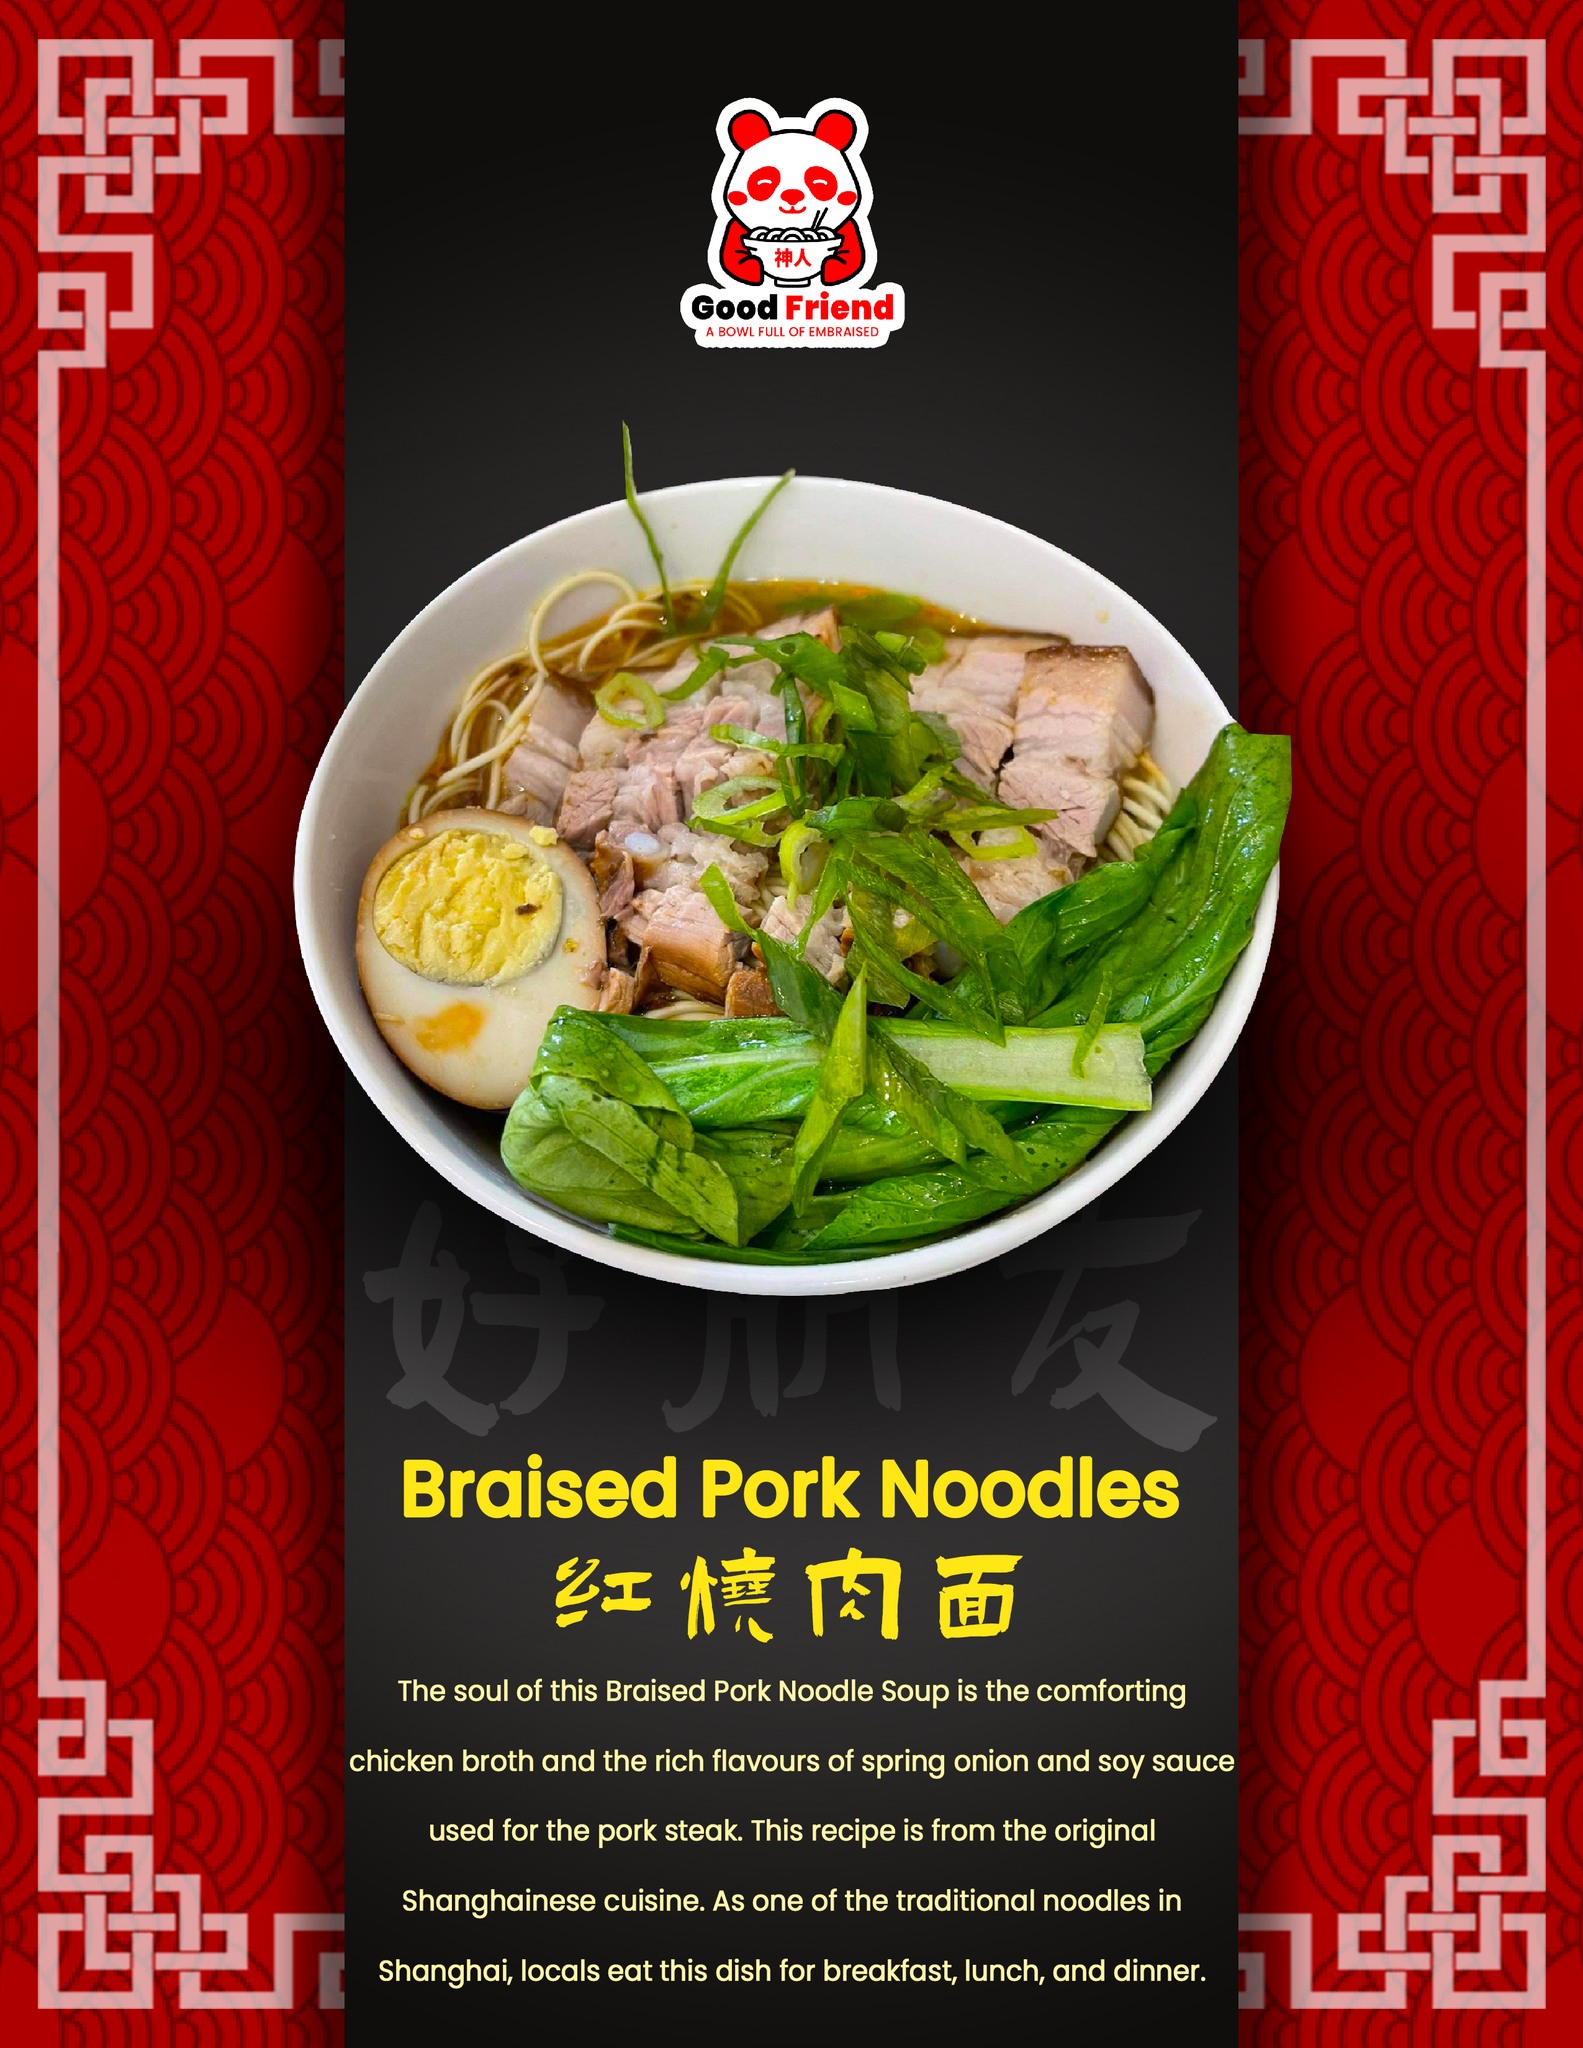 神人
Good Friend
A BOWL FULL OF EMBRAISED
好朋友
Braised Pork Noodles
红燒肉面
The soul of this Braised Pork Noodle Soup is the comforting
chicken broth and the rich flavours of spring onion and soy sauce
used for the pork steak. This recipe is from the original
Shanghainese cuisine. As one of the traditional noodles in
Shanghai, locals eat this dish for breakfast, lunch, and dinner.